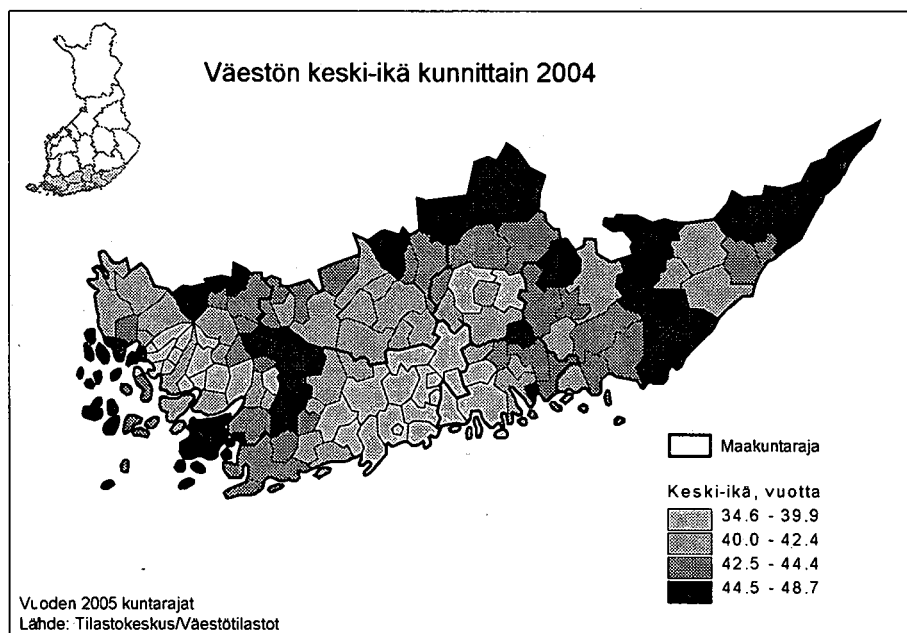 Väestön keski-ikä kunnittain 2004
Maakuntaraja
Keski-ikä, vuotta
34.6 - 39.9
40.0 - 42.4
42.5 - 44.4
44.5 - 48.7
Vuoden 2005 kuntarajat
Lähde: Tilastokeskus/Väestötilastot